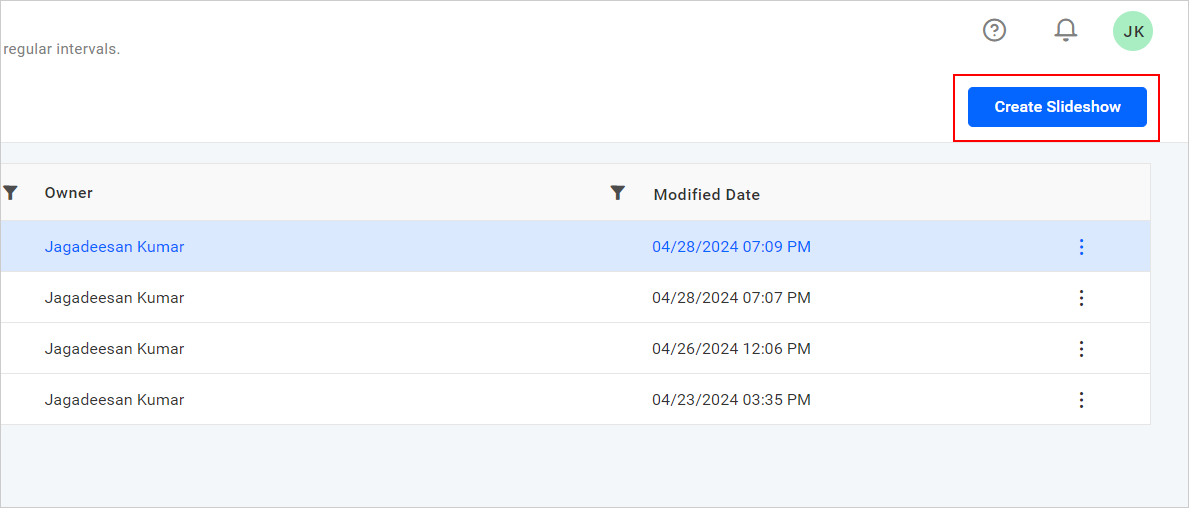 JK
regular intervals.
Create Slideshow
Owner Modified Date
Jagadeesan Kumar 04/28/2024 07:09 PM
Jagadeesan Kumar 04/28/2024 07:07 PM
Jagadeesan Kumar 04/26/2024 12:06 PM
Jagadeesan Kumar 04/23/2024 03:35 PM